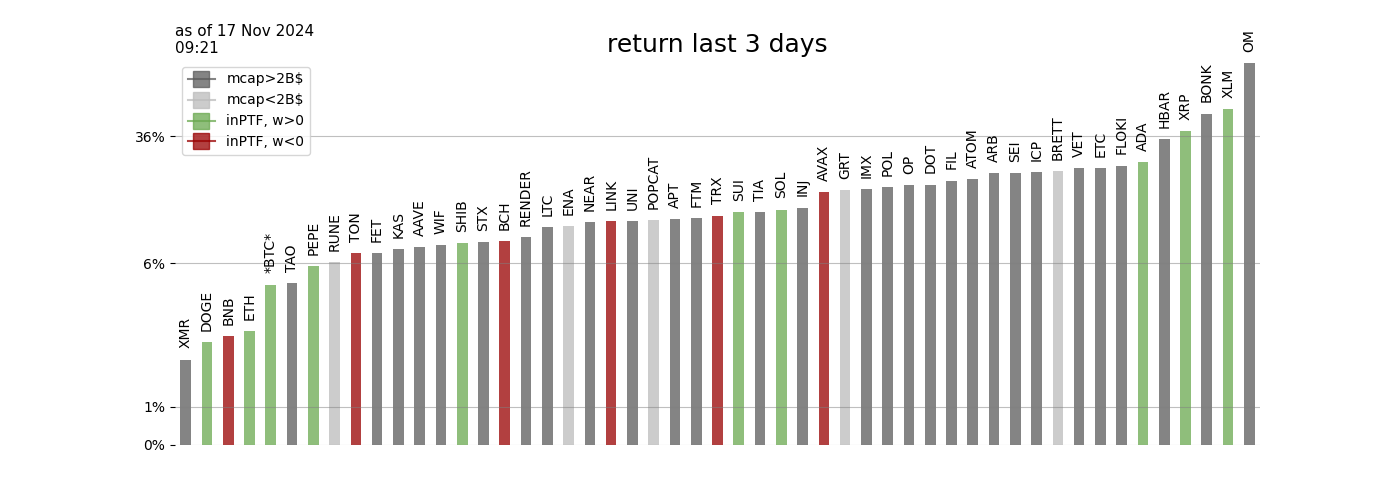 as of 17 Nov 2024
09:21
return last 3 days
mcap>2B$
mcap<2B$
inPTF, w>0
inPTF, w<0
36%
6%
1%
0%
XMR
DOGE
BNB
ETH
*BTC*
TAO
PEPE
RUNE
TON
FET
KAS
AAVE
WIF
SHIB
STX
BCH
RENDER
LTC
ENA
NEAR
LINK
UNI
POPCAT
APT
FTM
TRX
SUI
TIA
SOL
INJ
AVAX
GRT
IMX
POL
OP
DOT
FIL
ATOM
ARB
SEI
ICP
BRETT
VET
ETC
FLOKI
ADA
HBAR
XRP
BONK
XLM
OM